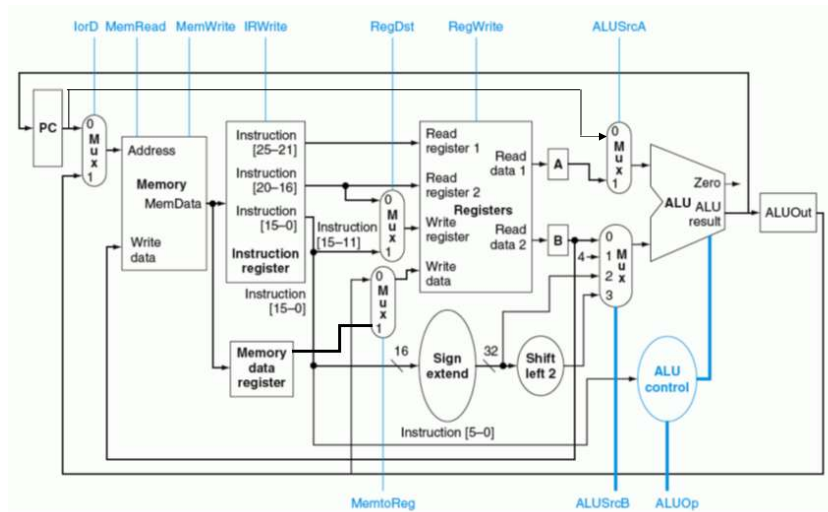 IorD MemRead MemWrite IRWrite RegDst RegWrite ALUSrcA
PC
0
M
u
x
1
Address
Memory
MemData
Write
data
Instruction
[25–21]
Instruction
[20–16]
Instruction
[15–0]
Instruction
register
Instruction
[15–0]
Instruction
[15–11]
Memory
data
register
0
M
u
x
1
0
M
u
x
1
Read
register 1
Read
register 2
Registers
Write
register
Write
data
Read
data 1
Read
data 2
A
B
4
0
M
u
x
1
0
1
2
3
M
u
x
16
Sign
extend
32
Shift
left 2
Instruction [5–0]
Zero
ALU
ALU
result
ALUOut
ALU
control
MemtoReg ALUSrcB ALUOp